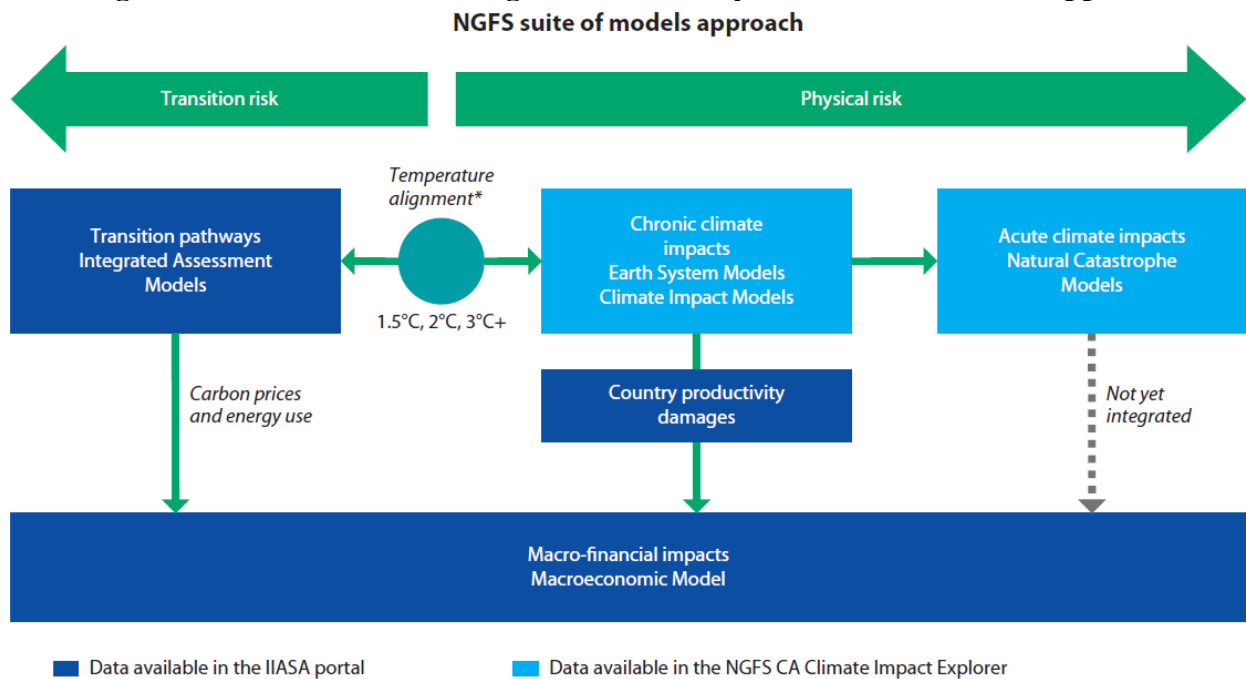 NGFS suite of models approach
Transition risk
Physical risk
Temperature
alignment*
Transition pathways
Integrated Assessment
Models
1.5°C, 2°C, 3°C+
Chronic climate
impacts
Earth System Models
Climate Impact Models
Acute climate impacts
Natural Catastrophe
Models
Carbon prices
and energy use
Country productivity
damages
Not yet
integrated
Macro-financial impacts
Macroeconomic Model
Data available in the IIASA portal
Data available in the NGFS CA Climate Impact Explorer